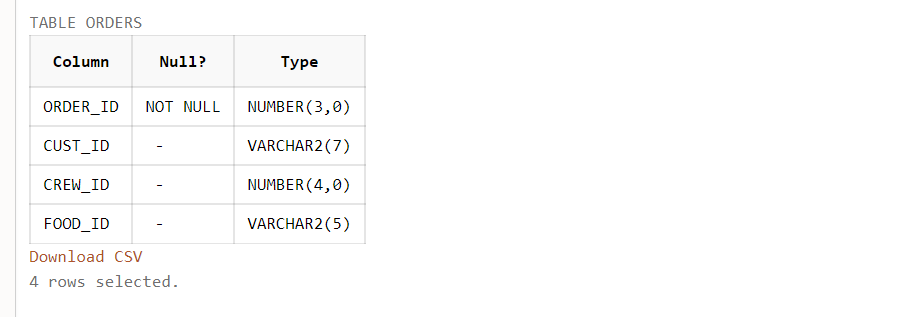 TABLE ORDERS
Column Null? Type
ORDER_ID NOT NULL NUMBER(3,0)
CUST_ID - VARCHAR2(7)
CREW_ID - NUMBER(4,0)
FOOD_ID - VARCHAR2(5)
Download CSV
4 rows selected.